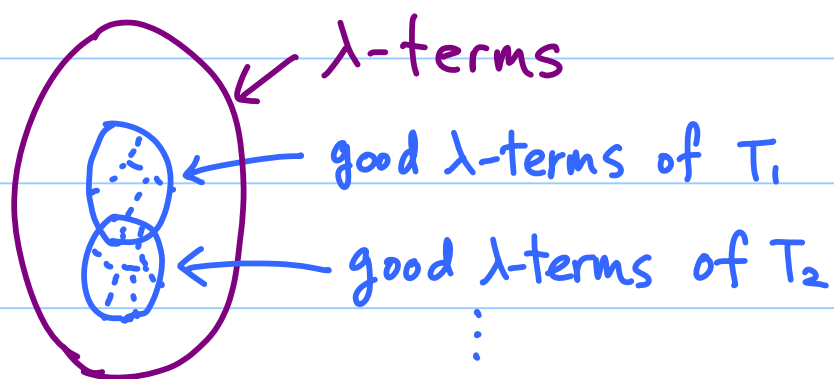 λ-terms
good λ-terms of T₁
good λ-terms of T₂
⋮